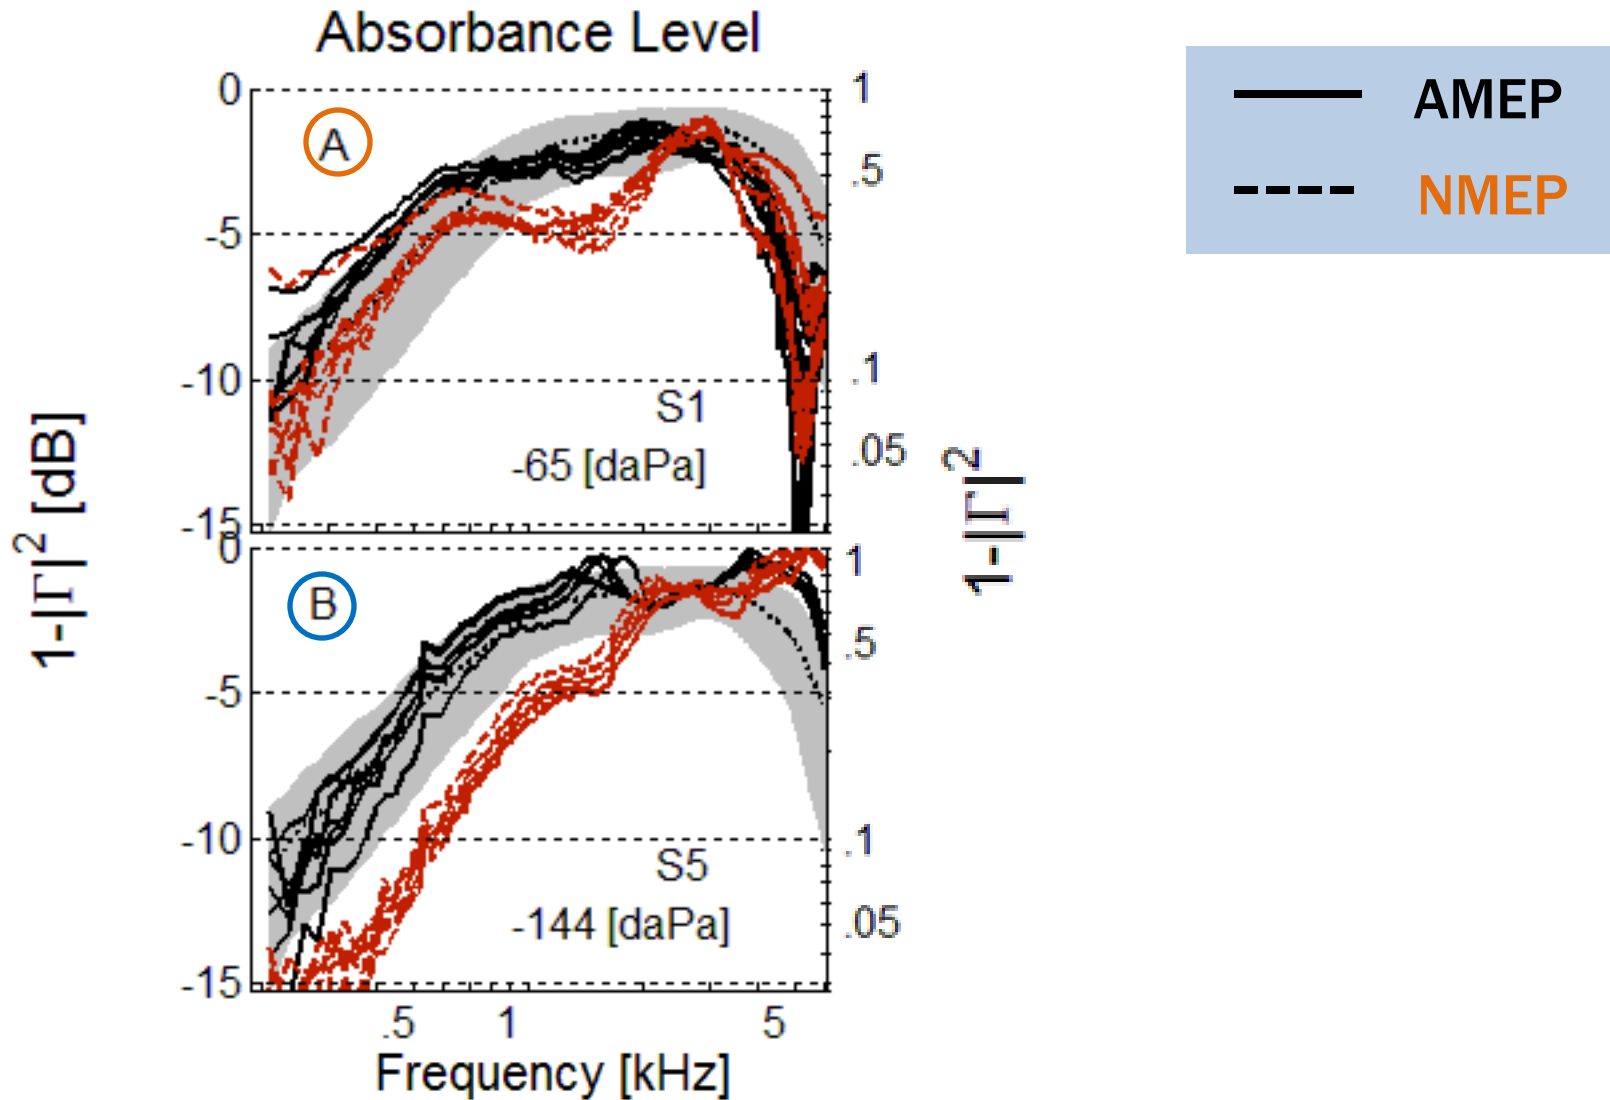 Absorbance Level
AMEP
NMEP
0
-5
-10
-15
1
.5
.1
.05
A
S1
-65 [daPa]
1-|Γ|² [dB]
1-|Γ|²
0
-5
-10
-15
1
.5
.1
.05
B
S5
-144 [daPa]
.5 1 5
Frequency [kHz]